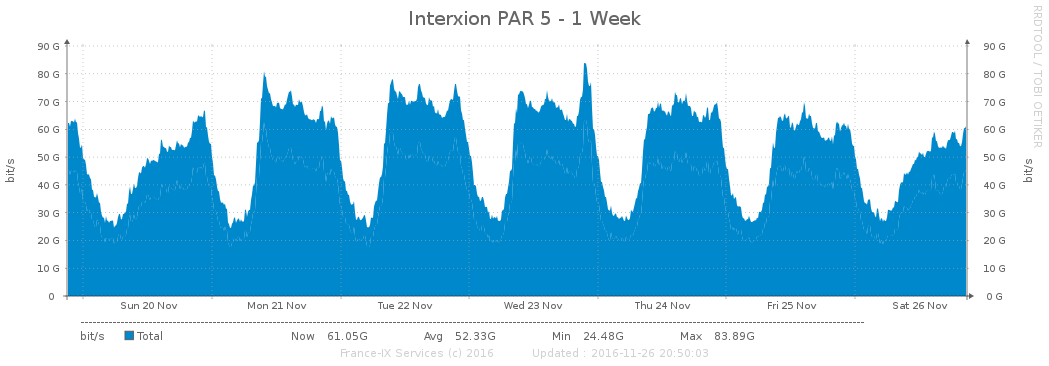 Interxion PAR 5 - 1 Week
RRDTOOL / TOBI OETIKER
90 G 90 G
80 G 80 G
70 G 70 G
60 G 60 G
50 G 50 G
40 G 40 G
30 G 30 G
20 G 20 G
10 G 10 G
0 0 G
bit/s
bit/s
Sun 20 Nov Mon 21 Nov Tue 22 Nov Wed 23 Nov Thu 24 Nov Fri 25 Nov Sat 26 Nov
bit/s Total Now 61.05G Avg 52.33G Min 24.48G Max 83.89G
France-IX Services (c) 2016 Updated : 2016-11-26 20:50:03